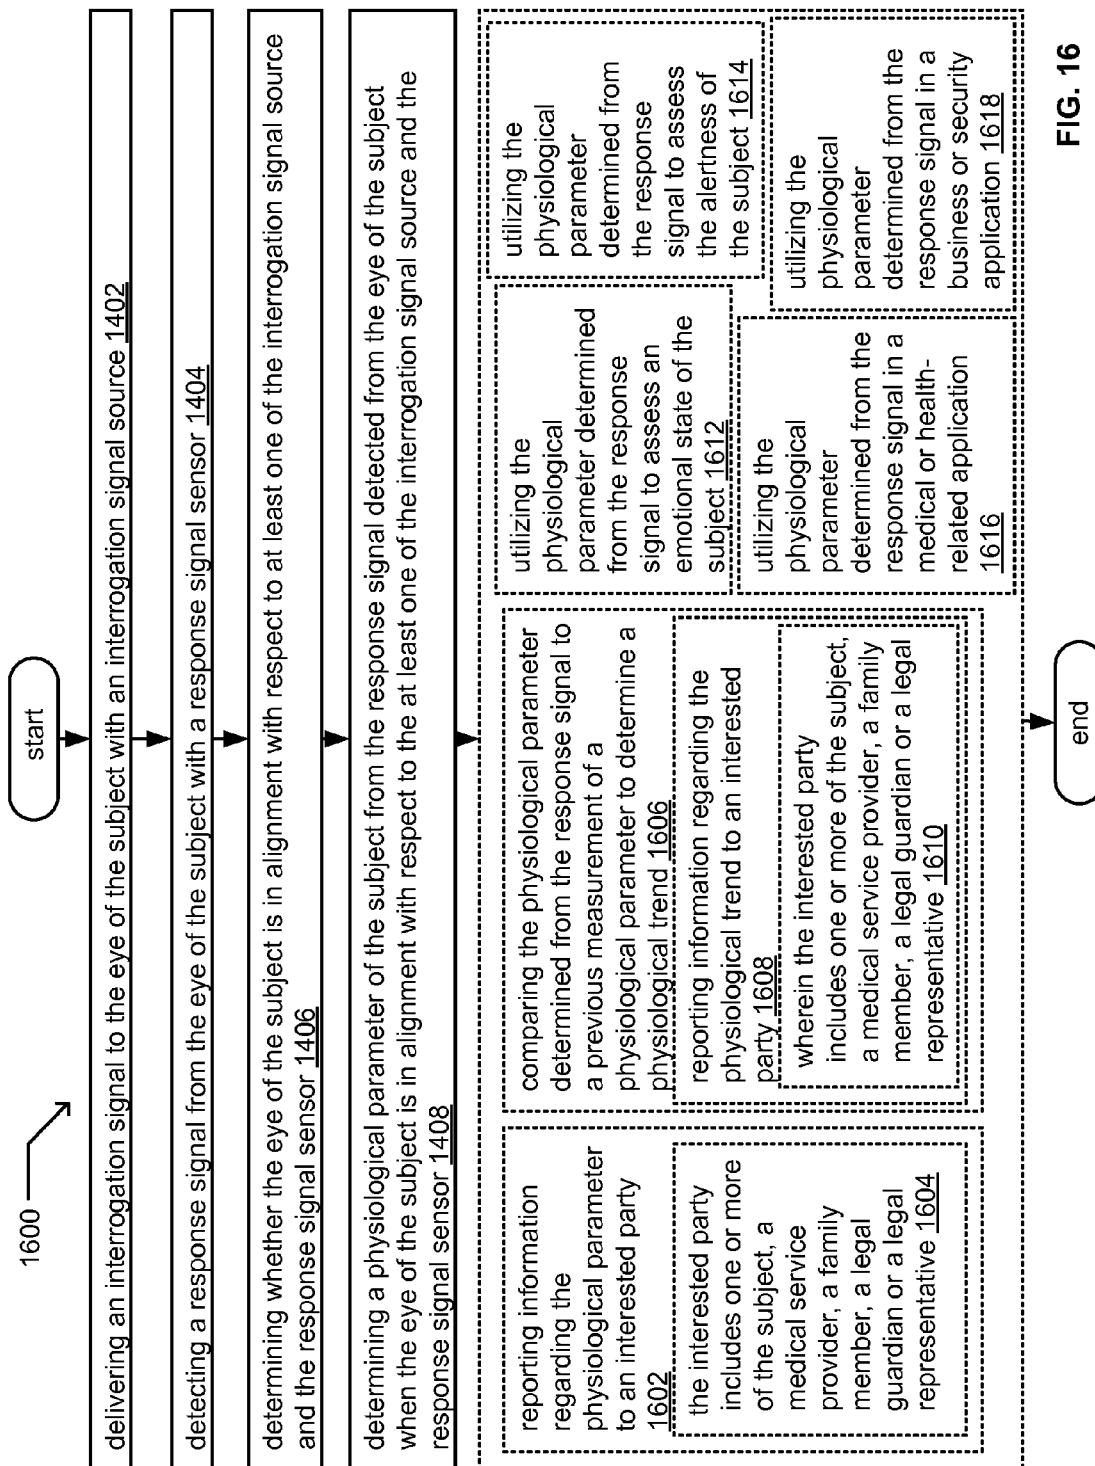 1600
start
delivering an interrogation signal to the eye of the subject with an interrogation signal source 1402
detecting a response signal from the eye of the subject with a response signal sensor 1404
determining whether the eye of the subject is in alignment with respect to at least one of the interrogation signal source
and the response signal sensor 1406
determining a physiological parameter of the subject from the response signal detected from the eye of the subject
when the eye of the subject is in alignment with respect to the at least one of the interrogation signal source and the
response signal sensor 1408
reporting information
regarding the
physiological parameter
to an interested party
1602
the interested party
includes one or more
of the subject, a
medical service
provider, a family
member, a legal
guardian or a legal
representative 1604
comparing the physiological parameter
determined from the response signal to
a previous measurement of a
physiological parameter to determine a
physiological trend 1606
reporting information regarding the
physiological trend to an interested
party 1608
wherein the interested party
includes one or more of the subject,
a medical service provider, a family
member, a legal guardian or a legal
representative 1610
utilizing the
physiological
parameter determined
from the response
signal to assess an
emotional state of the
subject 1612
utilizing the
physiological
parameter
determined from
the response
signal to assess
the alertness of
the subject 1614
utilizing the
physiological
parameter
determined from the
response signal in a
medical or health-
related application
1616
utilizing the
physiological
parameter
determined from the
response signal in a
business or security
application 1618
end
FIG. 16